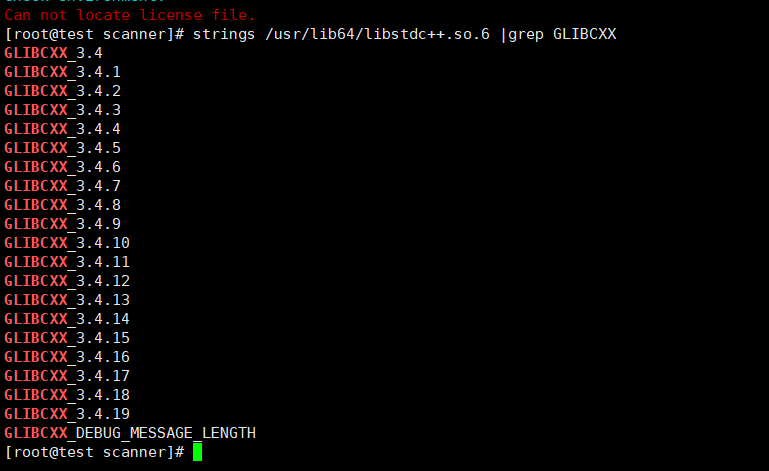 Can not locate license file.
[root@test scanner]# strings /usr/lib64/libstdc++.so.6 |grep GLIBCXX
GLIBCXX_3.4
GLIBCXX_3.4.1
GLIBCXX_3.4.2
GLIBCXX_3.4.3
GLIBCXX_3.4.4
GLIBCXX_3.4.5
GLIBCXX_3.4.6
GLIBCXX_3.4.7
GLIBCXX_3.4.8
GLIBCXX_3.4.9
GLIBCXX_3.4.10
GLIBCXX_3.4.11
GLIBCXX_3.4.12
GLIBCXX_3.4.13
GLIBCXX_3.4.14
GLIBCXX_3.4.15
GLIBCXX_3.4.16
GLIBCXX_3.4.17
GLIBCXX_3.4.18
GLIBCXX_3.4.19
GLIBCXX_DEBUG_MESSAGE_LENGTH
[root@test scanner]#